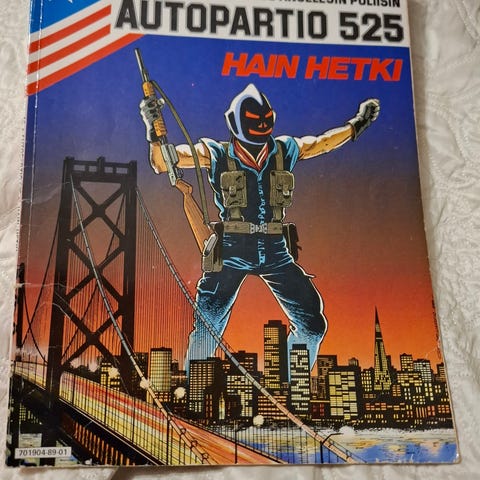 POLIISIN
AUTOPARTIO 525
HAIN HETKI
701904-89-01